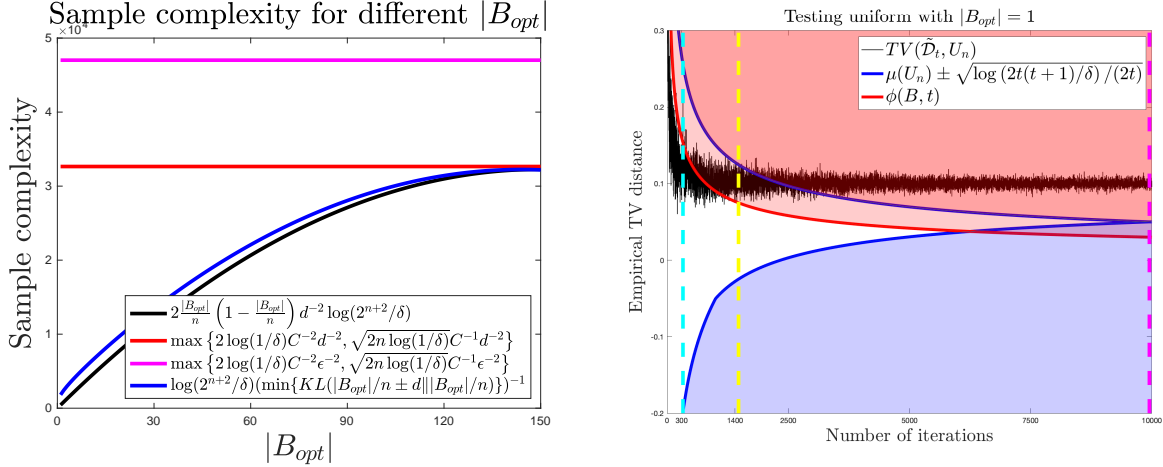 Sample complexity for different |B_opt|
×10^4
5
4
3
2
1
0
0 30 60 90 120 150
Sample complexity
|B_opt|
2 |B_opt|/n (1 − |B_opt|/n) d^−2 log(2^{n+2}/δ)
max {2 log(1/δ)C^−2 d^−2, √(2n log(1/δ)) C^−1 d^−2}
max {2 log(1/δ)C^−2 ϵ^−2, √(2n log(1/δ)) C^−1 ϵ^−2}
log(2^{n+2}/δ)(min{KL(|B_opt|/n ± d‖|B_opt|/n)})^−1
Testing uniform with |B_opt| = 1
0.3
0.2
0.1
0
-0.1
-0.2
0 300 1400 2500 5000 7500 10000
Empirical TV distance
Number of iterations
TV(D̃_t, U_n)
μ(U_n) ± √(log (2t(t + 1)/δ) /(2t))
ϕ(B, t)